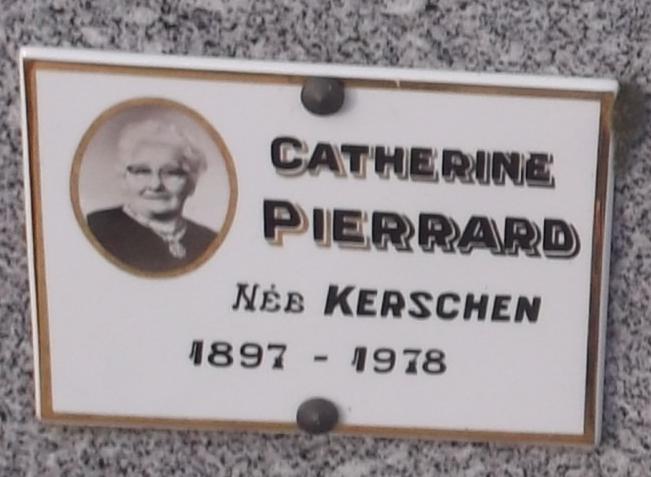 CATHERINE
PIERRARD
NÉE KERSCHEN
1897 - 1978